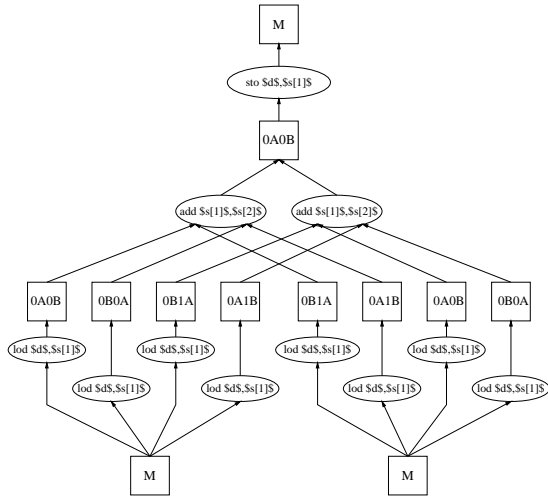 M
sto $d$,$s[1]$
0A0B
add $s[1]$,$s[2]$ add $s[1]$,$s[2]$
0A0B 0B0A 0B1A 0A1B 0B1A 0A1B 0A0B 0B0A
lod $d$,$s[1]$ lod $d$,$s[1]$ lod $d$,$s[1]$ lod $d$,$s[1]$
lod $d$,$s[1]$ lod $d$,$s[1]$ lod $d$,$s[1]$ lod $d$,$s[1]$
M M